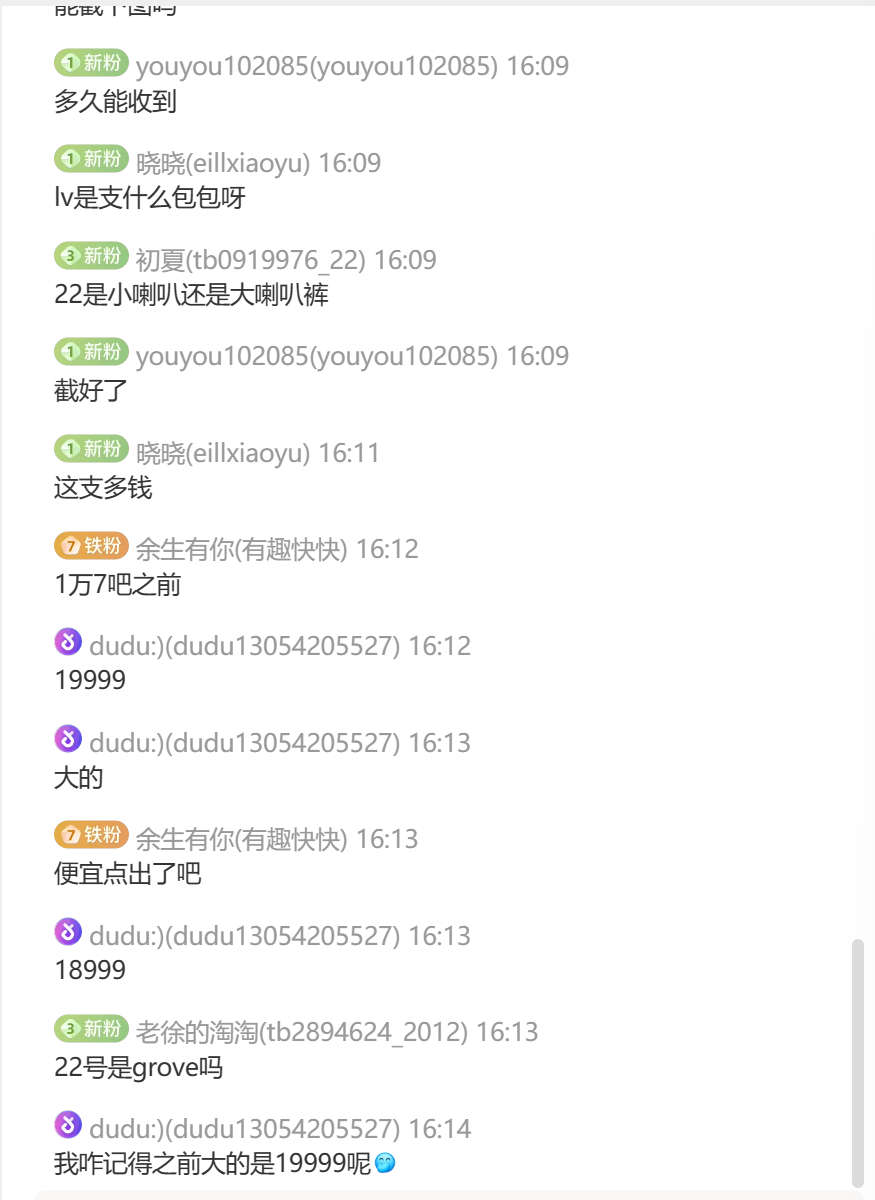 能截下图吗
1 新粉 youyou102085(youyou102085) 16:09
多久能收到
1 新粉 晓晓(eillxiaoyu) 16:09
lv是支什么包包呀
3 新粉 初夏(tb0919976_22) 16:09
22是小喇叭还是大喇叭裤
1 新粉 youyou102085(youyou102085) 16:09
截好了
1 新粉 晓晓(eillxiaoyu) 16:11
这支多钱
7 铁粉 余生有你(有趣快快) 16:12
1万7吧之前
dudu:)(dudu13054205527) 16:12
19999
dudu:)(dudu13054205527) 16:13
大的
7 铁粉 余生有你(有趣快快) 16:13
便宜点出了吧
dudu:)(dudu13054205527) 16:13
18999
3 新粉 老徐的淘淘(tb2894624_2012) 16:13
22号是grove吗
dudu:)(dudu13054205527) 16:14
我咋记得之前大的是19999呢